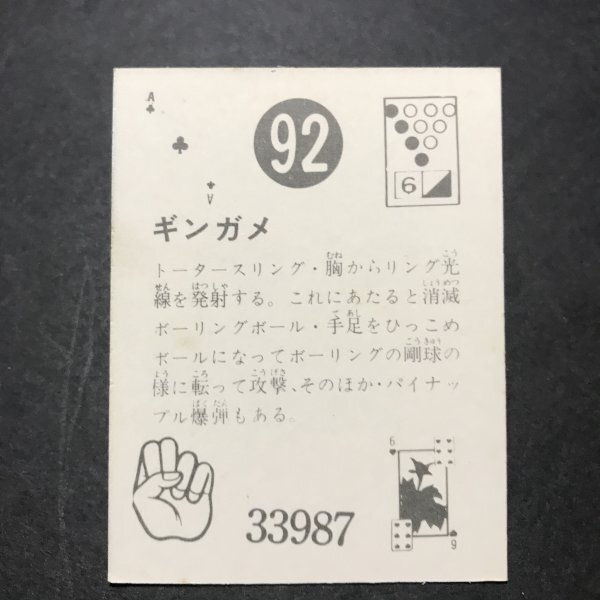 A
92
A
6
ギンガメ
トータースリング・胸からリング光
線を発射する。これにあたると消滅
ボーリングボール・手足をひっこめ
ボールになってボーリングの剛球の
様に転って攻撃、そのほか・パイナッ
プル爆弾もある。
6
33987
6